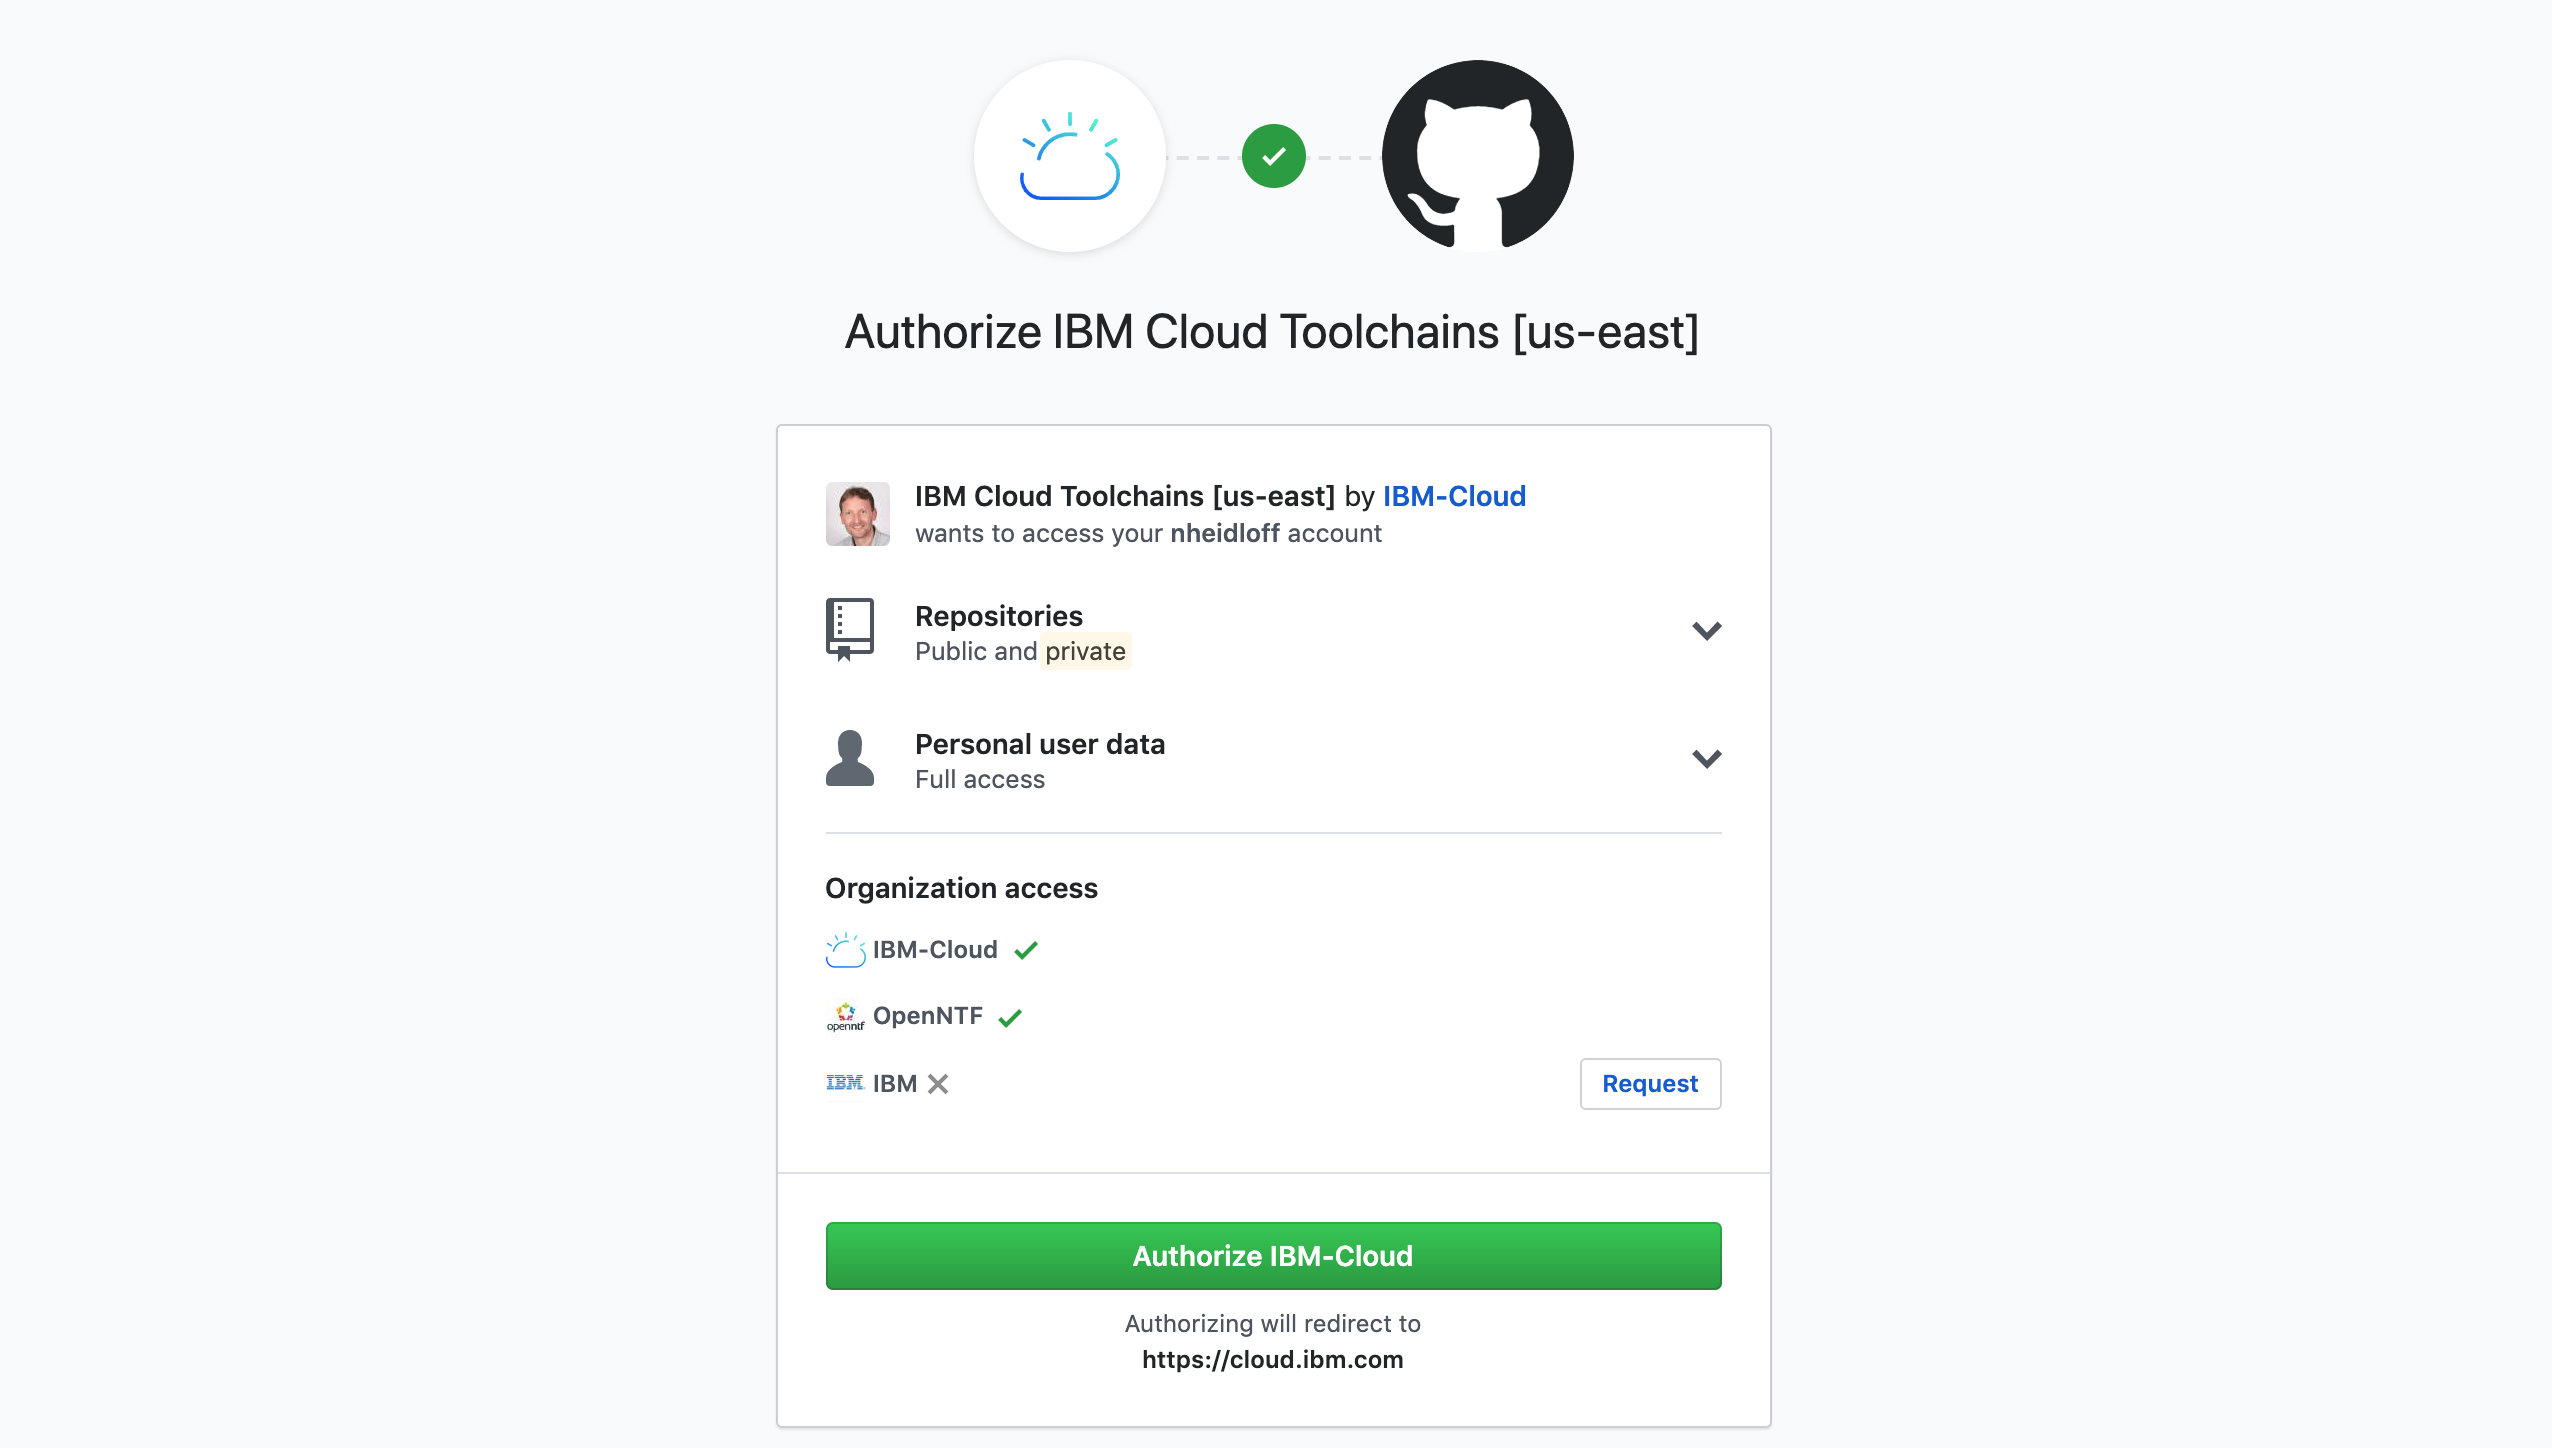 Authorize IBM Cloud Toolchains [us-east]
IBM Cloud Toolchains [us-east] by IBM-Cloud
wants to access your nheidloff account
Repositories
Public and private
Personal user data
Full access
Organization access
IBM-Cloud
openntf OpenNTF
IBM IBM
Request
Authorize IBM-Cloud
Authorizing will redirect to
https://cloud.ibm.com